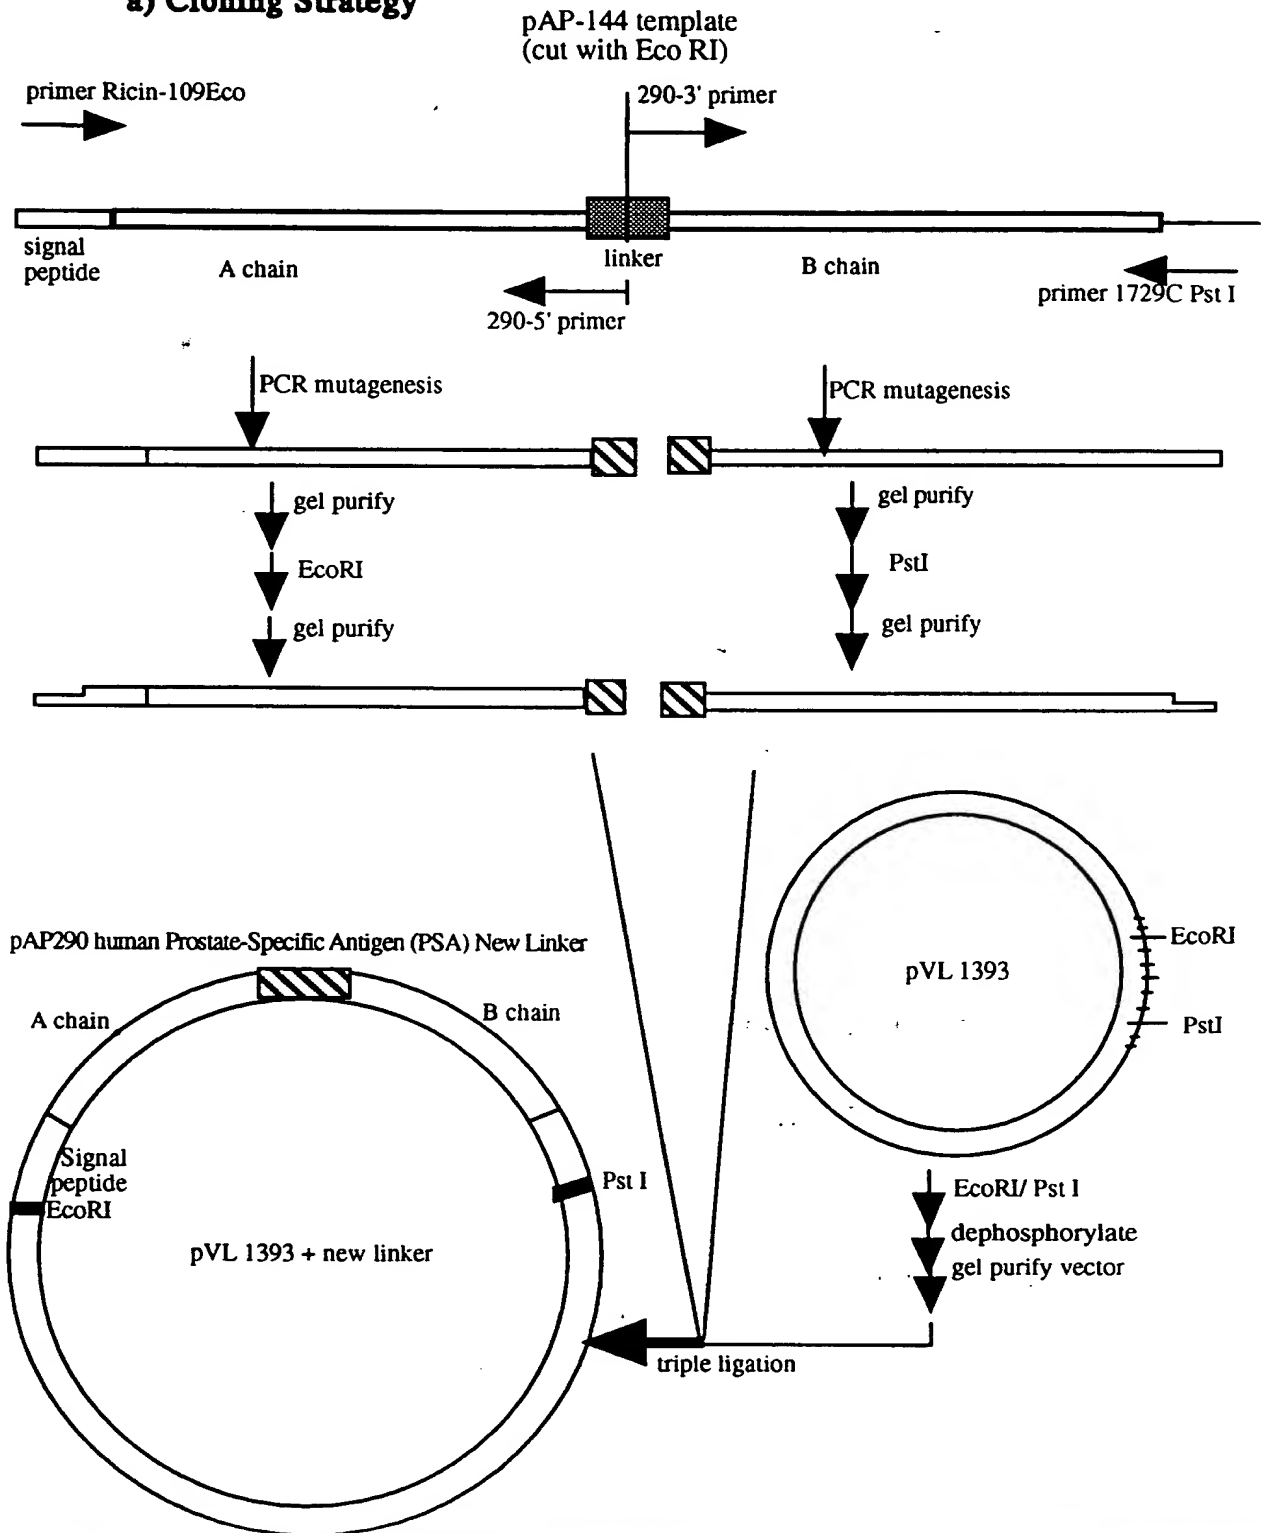 a) Cloning Strategy
pAP-144 template
(cut with Eco RI)
primer Ricin-109Eco
290-3' primer
signal
peptide
A chain
linker
B chain
290-5' primer
primer 1729C Pst I
PCR mutagenesis
PCR mutagenesis
gel purify
gel purify
EcoRI
PstI
gel purify
gel purify
pAP290 human Prostate-Specific Antigen (PSA) New Linker
A chain
B chain
Signal
peptide
EcoRI
Pst I
pVL 1393 + new linker
pVL 1393
EcoRI
PstI
EcoRI/ Pst I
dephosphorylate
gel purify vector
triple ligation